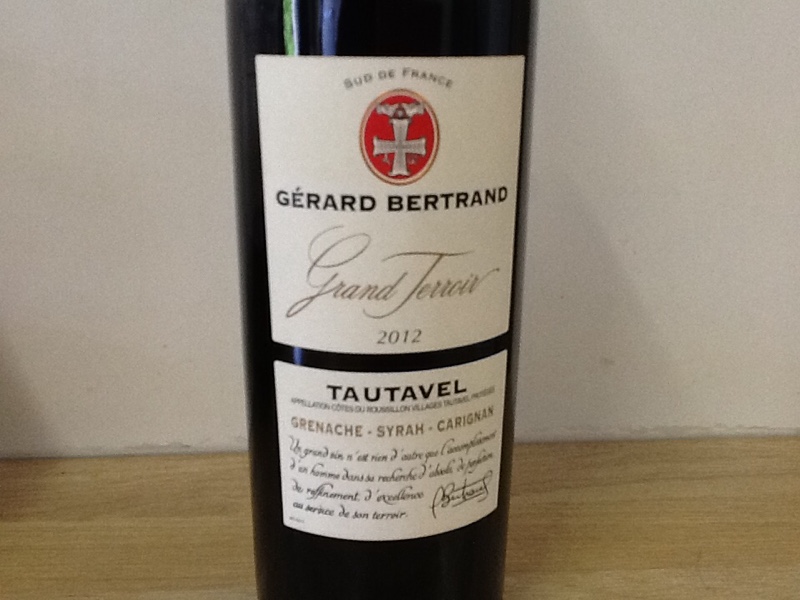 SUD DE FRANCE
GÉRARD BERTRAND
Grand Terroir
2012
TAUTAVEL
APPELLATION CÔTES DU ROUSSILLON VILLAGES TAUTAVEL PROTÉGÉE
GRENACHE - SYRAH - CARIGNAN
Un grand vin n'est rien d'autre que l'accomplissement
d'un homme dans sa recherche d'absolu, de perfection
de raffinement, d'excellence
au service de son terroir.
Bertrand